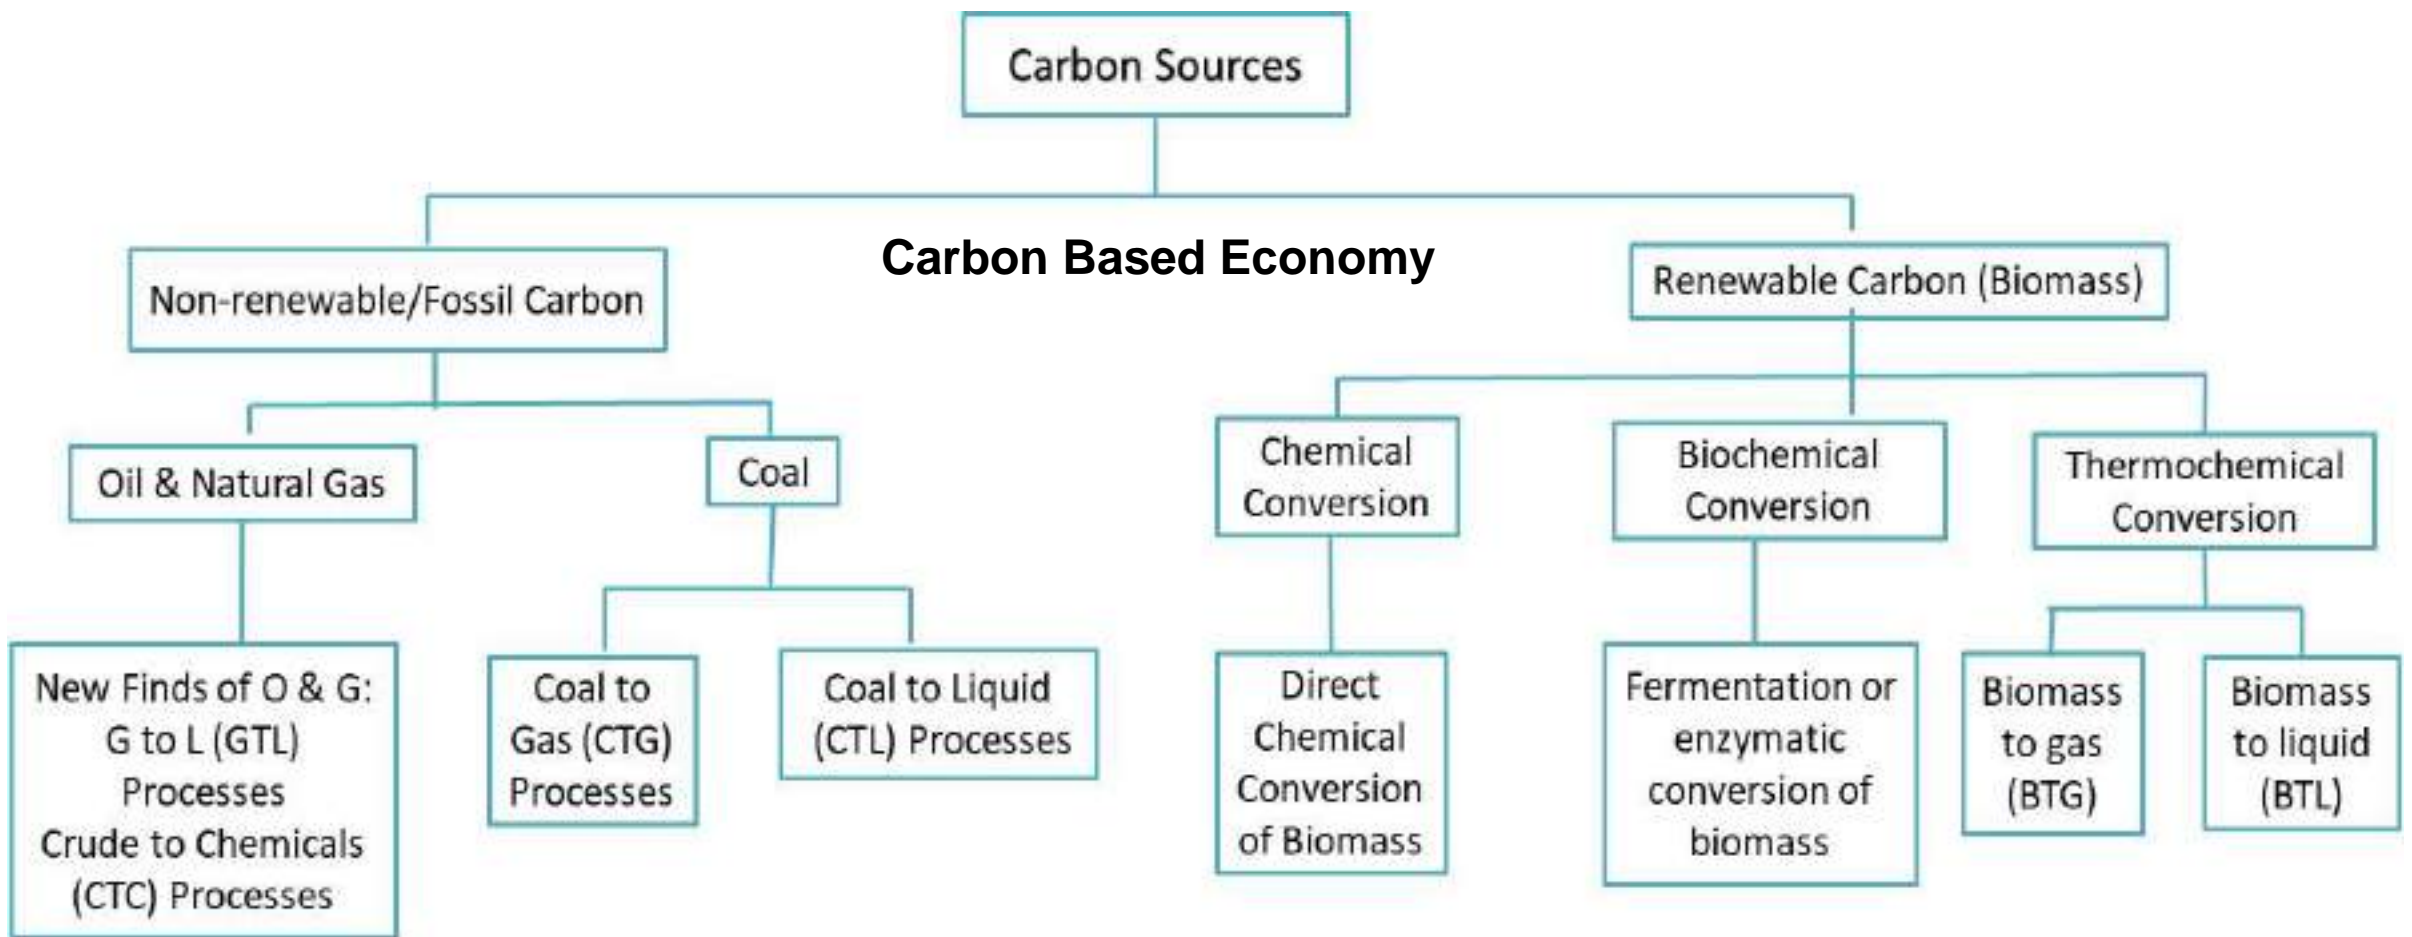 Carbon Sources
Carbon Based Economy
Non-renewable/Fossil Carbon
Renewable Carbon (Biomass)
Oil & Natural Gas
Coal
Chemical
Conversion
Biochemical
Conversion
Thermochemical
Conversion
New Finds of O & G:
G to L (GTL)
Processes
Crude to Chemicals
(CTC) Processes
Coal to
Gas (CTG)
Processes
Coal to Liquid
(CTL) Processes
Direct
Chemical
Conversion
of Biomass
Fermentation or
enzymatic
conversion of
biomass
Biomass
to gas
(BTG)
Biomass
to liquid
(BTL)